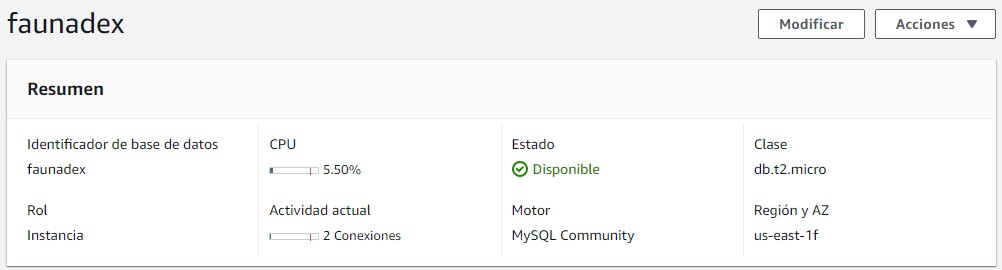 faunadex
Modificar
Acciones
Resumen
Identificador de base de datos
faunadex
CPU
5.50%
Estado
Disponible
Clase
db.t2.micro
Rol
Instancia
Actividad actual
2 Conexiones
Motor
MySQL Community
Región y AZ
us-east-1f